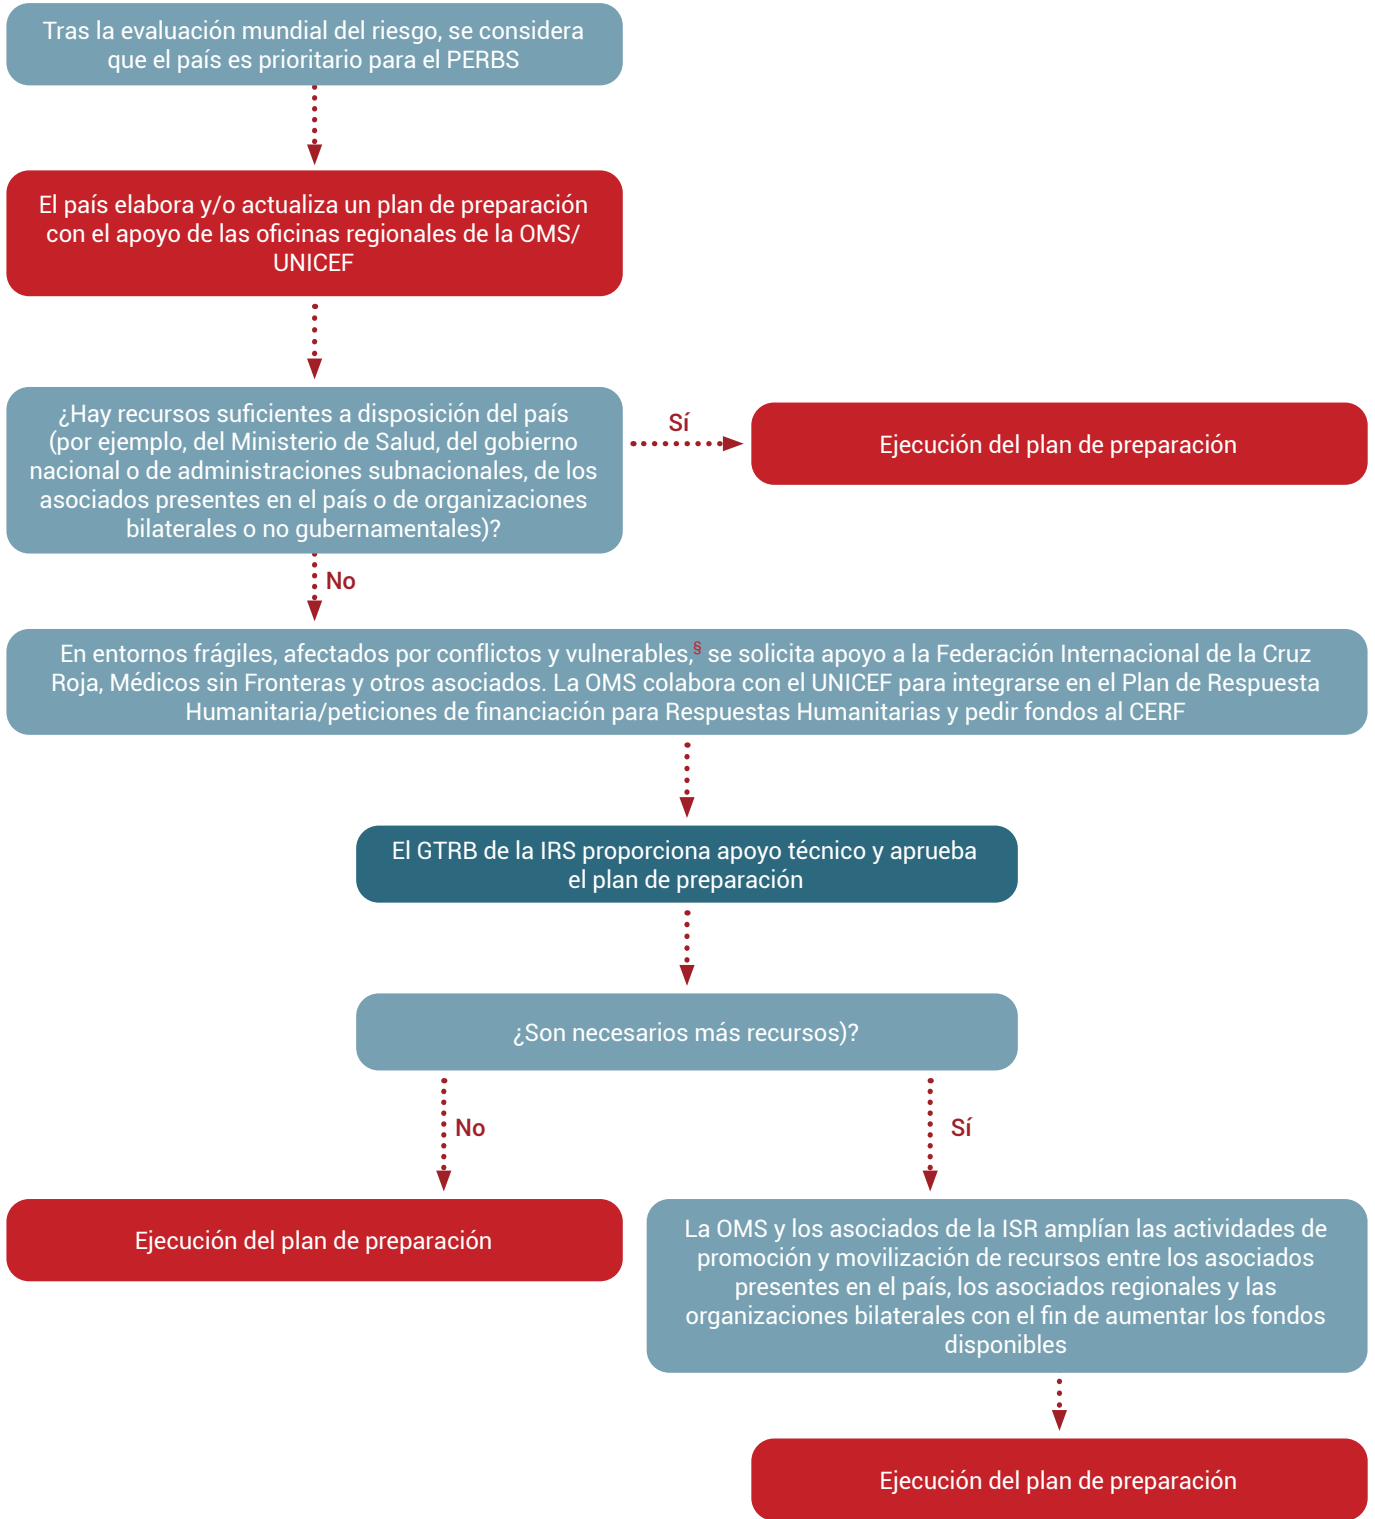 Tras la evaluación mundial del riesgo, se considera
que el país es prioritario para el PERBS
El país elabora y/o actualiza un plan de preparación
con el apoyo de las oficinas regionales de la OMS/
UNICEF
¿Hay recursos suficientes a disposición del país
(por ejemplo, del Ministerio de Salud, del gobierno
nacional o de administraciones subnacionales, de los
asociados presentes en el país o de organizaciones
bilaterales o no gubernamentales)?
Sí
Ejecución del plan de preparación
No
En entornos frágiles, afectados por conflictos y vulnerables,§ se solicita apoyo a la Federación Internacional de la Cruz
Roja, Médicos sin Fronteras y otros asociados. La OMS colabora con el UNICEF para integrarse en el Plan de Respuesta
Humanitaria/peticiones de financiación para Respuestas Humanitarias y pedir fondos al CERF
El GTRB de la IRS proporciona apoyo técnico y aprueba
el plan de preparación
¿Son necesarios más recursos)?
No
Sí
Ejecución del plan de preparación
La OMS y los asociados de la ISR amplían las actividades de
promoción y movilización de recursos entre los asociados
presentes en el país, los asociados regionales y las
organizaciones bilaterales con el fin de aumentar los fondos
disponibles
Ejecución del plan de preparación